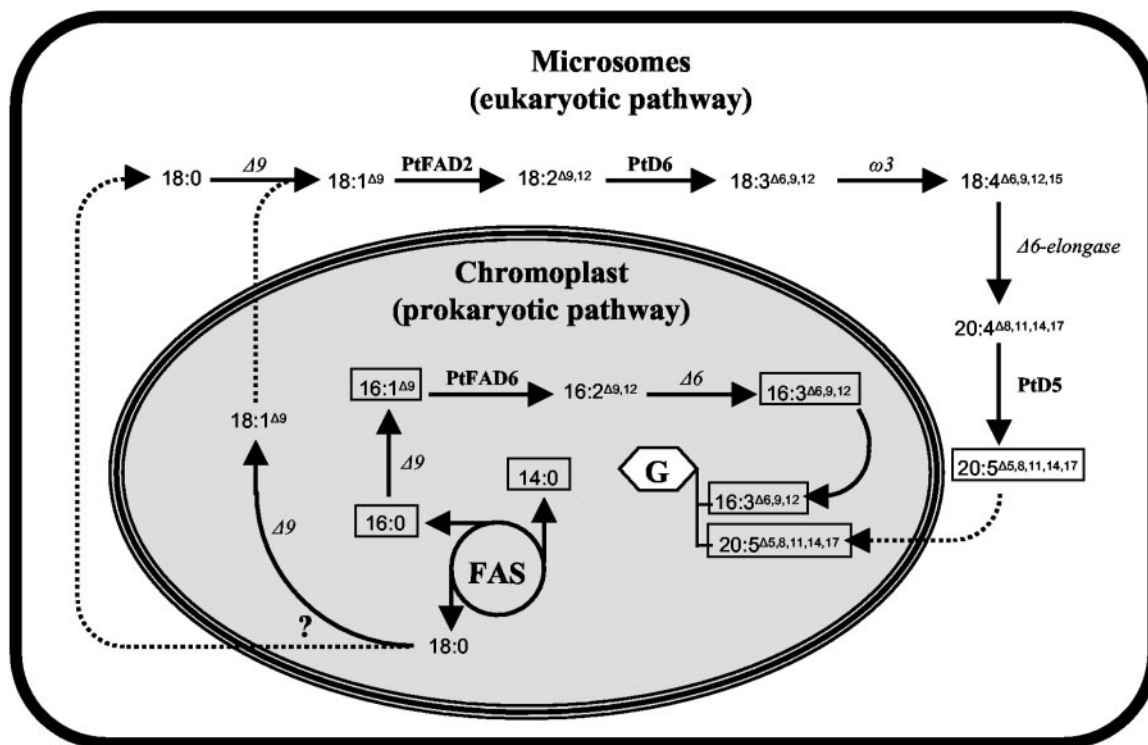 Microsomes
(eukaryotic pathway)
18:0 Δ9 18:1Δ9 PtFAD2 18:2Δ9,12 PtD6 18:3Δ6,9,12 ω3 18:4Δ6,9,12,15
Δ6-elongase
Chromoplast
(prokaryotic pathway)
20:4Δ8,11,14,17
16:1Δ9 PtFAD6 16:2Δ9,12 Δ6 16:3Δ6,9,12
PtD5
18:1Δ9
Δ9
14:0
G
20:5Δ5,8,11,14,17
16:0
16:3Δ6,9,12
Δ9
20:5Δ5,8,11,14,17
FAS
?
18:0